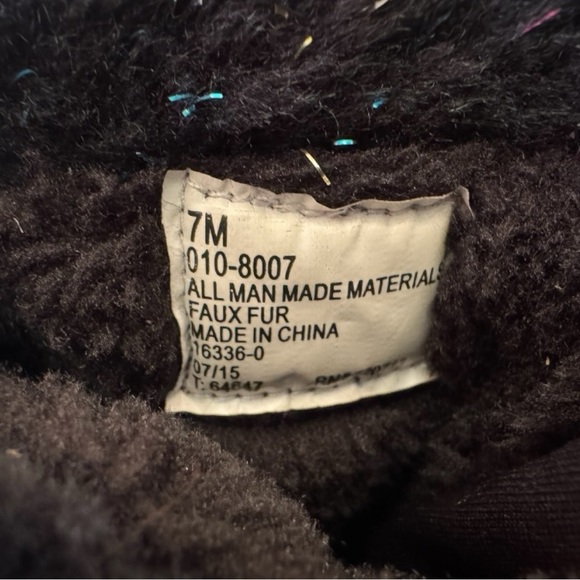 7M
010-8007
ALL MAN MADE MATERIALS
FAUX FUR
MADE IN CHINA
16336-0
07/15
T: 64647